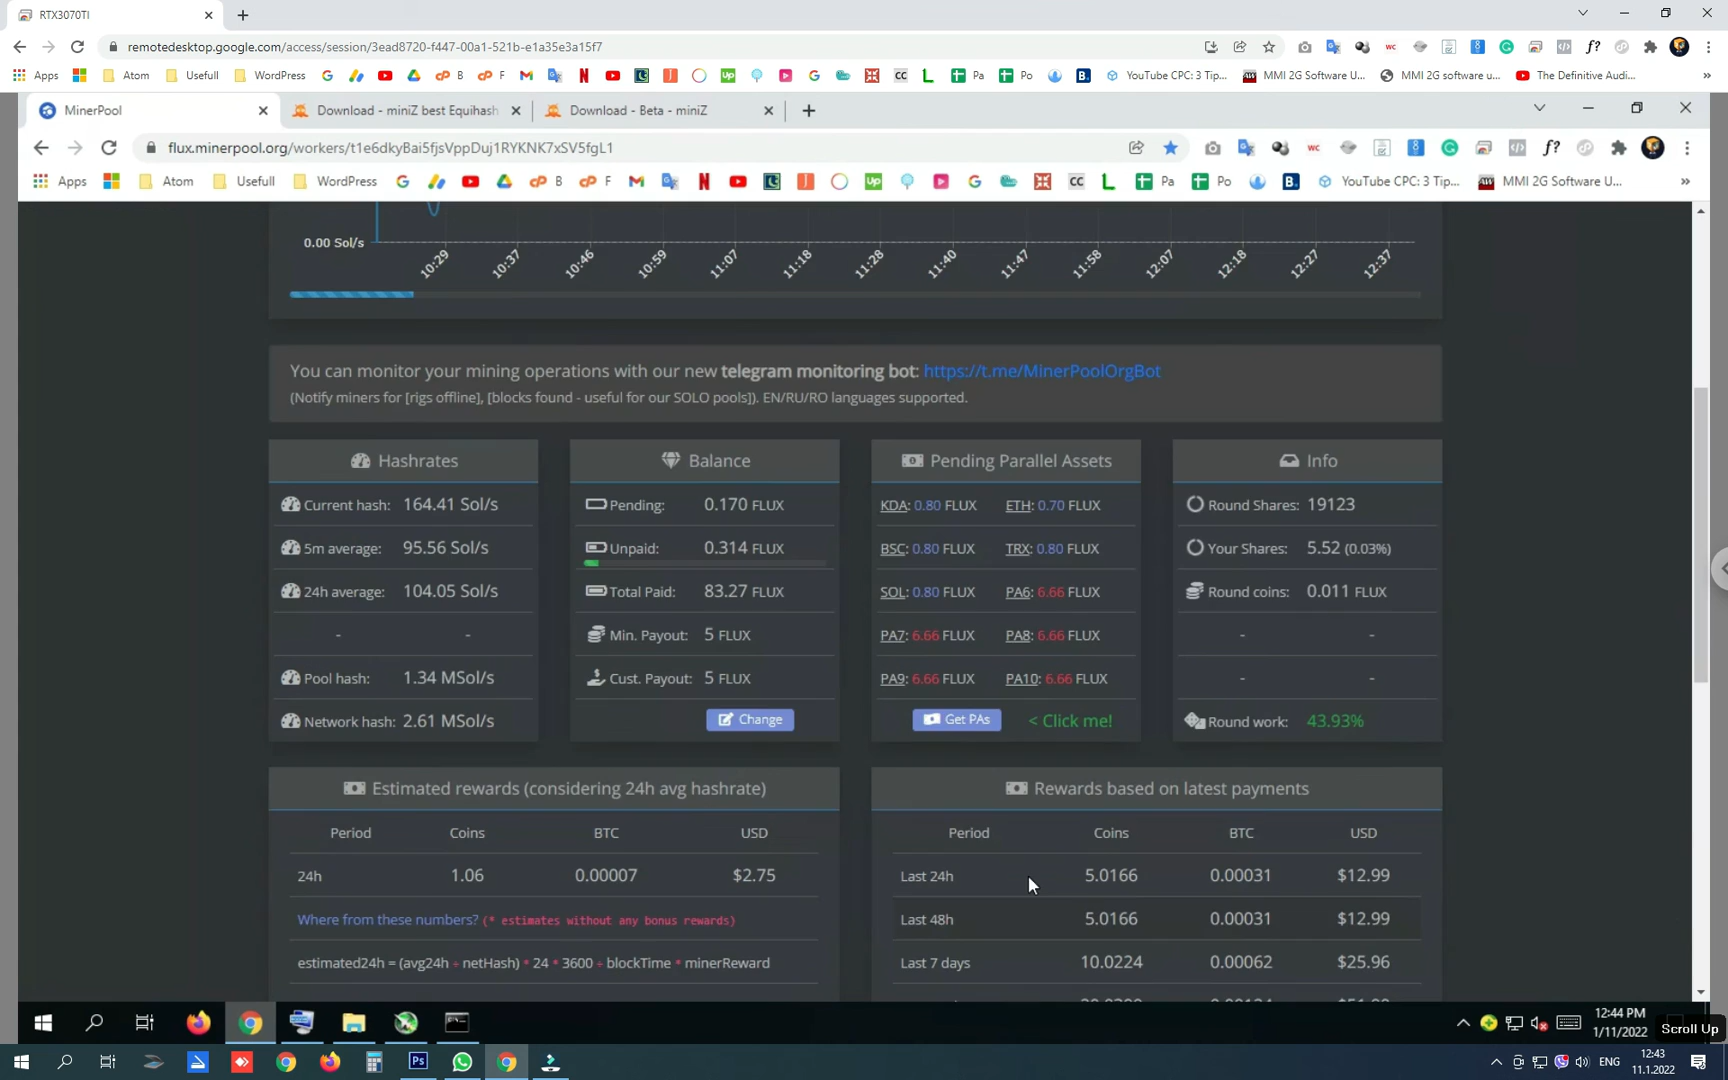 RTX3070TI
remotedesktop.google.com/access/session/3ead8720-f447-00a1-521b-e1a35e3a15f7
Apps Atom Usefull WordPress B F Pa Po YouTube CPC: 3 Tip... MMI 2G Software U... MMI 2G software u... The Definitive Audi... »
MinerPool Download - miniZ best Equihash Download - Beta - miniZ
flux.minerpool.org/workers/t1e6dkyBai5fjsVppDuj1RYKNK7xSV5fgL1
Apps Atom Usefull WordPress B F Pa Po YouTube CPC: 3 Tip... MMI 2G Software U... »
0.00 Sol/s
10:29 10:37 10:46 10:59 11:07 11:18 11:28 11:40 11:47 11:58 12:07 12:18 12:27 12:37
You can monitor your mining operations with our new telegram monitoring bot: https://t.me/MinerPoolOrgBot
(Notify miners for [rigs offline], [blocks found - useful for our SOLO pools]). EN/RU/RO languages supported.
Hashrates
Current hash: 164.41 Sol/s
5m average: 95.56 Sol/s
24h average: 104.05 Sol/s
- -
Pool hash: 1.34 MSol/s
Network hash: 2.61 MSol/s
Balance
Pending: 0.170 FLUX
Unpaid: 0.314 FLUX
Total Paid: 83.27 FLUX
Min. Payout: 5 FLUX
Cust. Payout: 5 FLUX
Change
Pending Parallel Assets
KDA: 0.80 FLUX ETH: 0.70 FLUX
BSC: 0.80 FLUX TRX: 0.80 FLUX
SOL: 0.80 FLUX PA6: 6.66 FLUX
PA7: 6.66 FLUX PA8: 6.66 FLUX
PA9: 6.66 FLUX PA10: 6.66 FLUX
Get PAs < Click me!
Info
Round Shares: 19123
Your Shares: 5.52 (0.03%)
Round coins: 0.011 FLUX
- -
- -
Round work: 43.93%
Estimated rewards (considering 24h avg hashrate)
Period Coins BTC USD
24h 1.06 0.00007 $2.75
Where from these numbers? (* estimates without any bonus rewards)
estimated24h = (avg24h ÷ netHash) * 24 * 3600 ÷ blockTime * minerReward
Rewards based on latest payments
Period Coins BTC USD
Last 24h 5.0166 0.00031 $12.99
Last 48h 5.0166 0.00031 $12.99
Last 7 days 10.0224 0.00062 $25.96
12:44 PM
1/11/2022
Scroll Up
ENG
12:43
11.1.2022